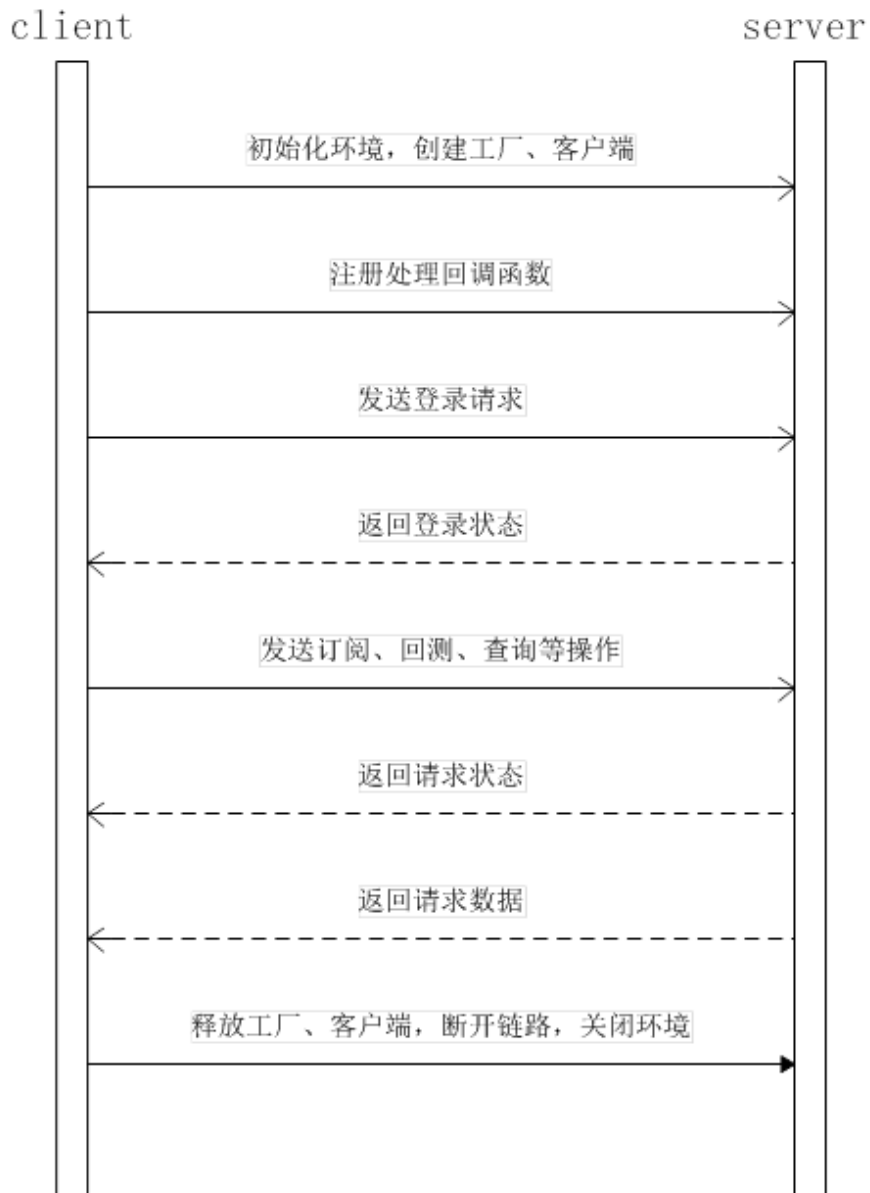 client
server
初始化环境，创建工厂、客户端
注册处理回调函数
发送登录请求
返回登录状态
发送订阅、回测、查询等操作
返回请求状态
返回请求数据
释放工厂、客户端，断开链路，关闭环境